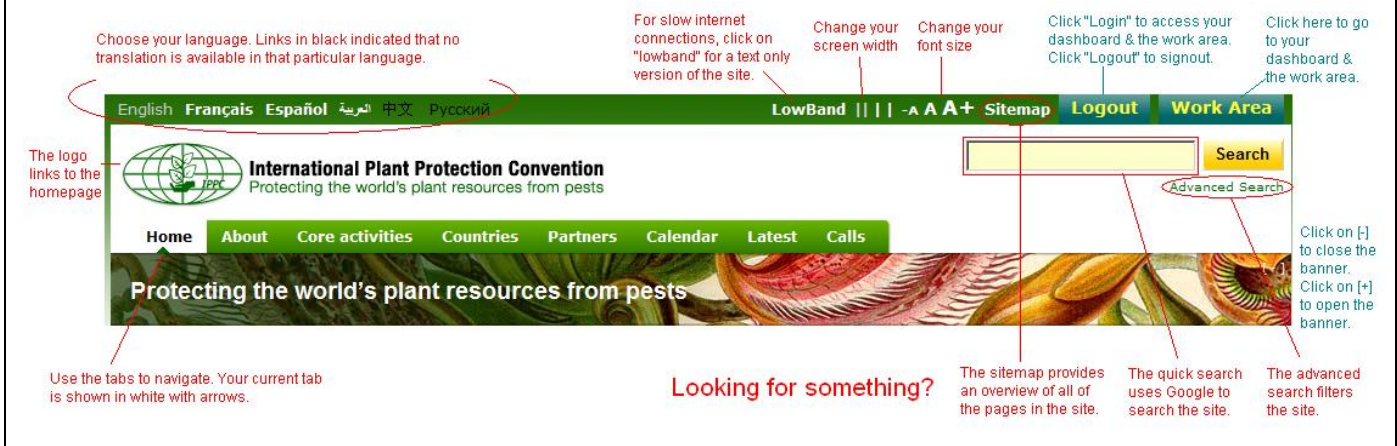 Choose your language. Links in black indicated that no
translation is available in that particular language.
For slow internet
connections, click on
"lowband" for a text only
version of the site.
Change your
screen width
Change your
font size
Click "Login" to access your
dashboard & the work area.
Click "Logout" to signout.
Click here to go
to your
dashboard &
the work area.
English Français Español العربية 中文 Русский
LowBand || | | -A A A+ Sitemap Logout Work Area
The logo
links to the
homepage
IPPC
International Plant Protection Convention
Protecting the world's plant resources from pests
Search
Advanced Search
Home About Core activities Countries Partners Calendar Latest Calls
Protecting the world's plant resources from pests
[-]
Click on [-]
to close the
banner.
Click on [+]
to open the
banner.
Use the tabs to navigate. Your current tab
is shown in white with arrows.
Looking for something?
The sitemap provides
an overview of all of
the pages in the site.
The quick search
uses Google to
search the site.
The advanced
search filters
the site.